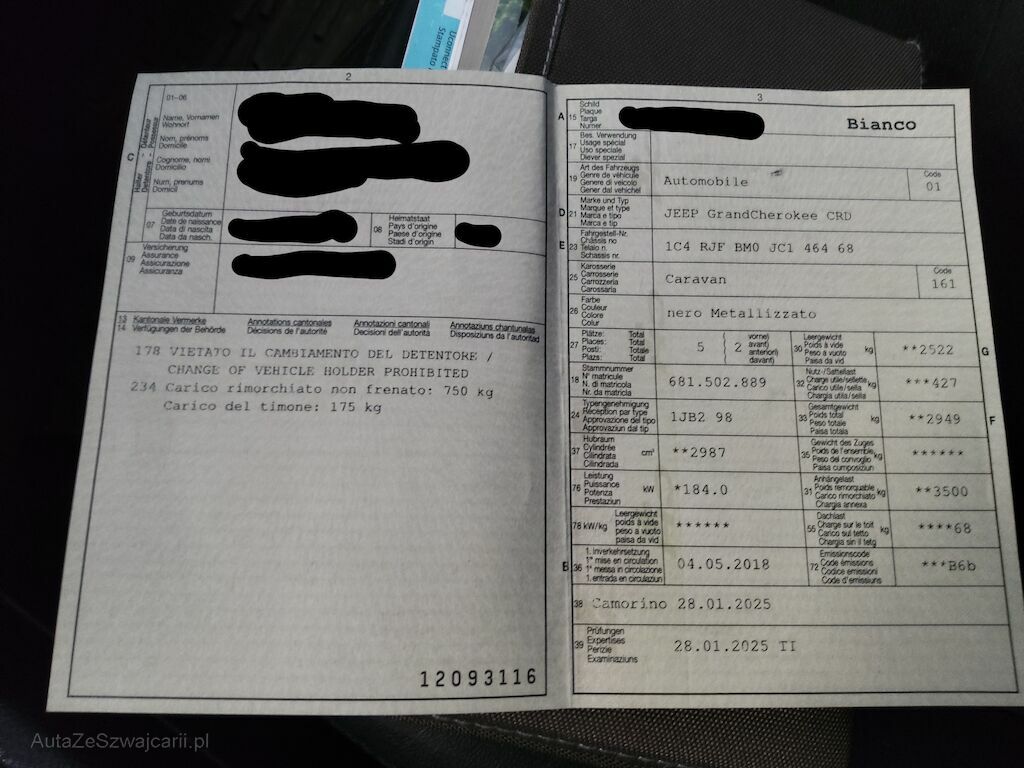 Uconnect
Stampato
2
01-06
Name, Vornamen
Wohnort
Nom, prénoms
Domicile
Cognome, nomi
Domicilio
Num, prenums
Domicil
C
Holder - Détenteur
Detentore - Possessur
07
Geburtsdatum
Date de naissance
Data di nascita
Data da nasch.
08
Heimatstaat
Pays d'origine
Paese d'origine
Stadi d'origin
09
Versicherung
Assurance
Assicurazione
Assicuranza
13 Kantonale Vermerke
14 Verfügungen der Behörde
Annotations cantonales
Décisions de l'autorité
Annotazioni cantonali
Decisioni dell'autorità
Annotaziuns chantunalas
Disposiziuns da l'autoritad
178 VIETATO IL CAMBIAMENTO DEL DETENTORE /
CHANGE OF VEHICLE HOLDER PROHIBITED
234 Carico rimorchiato non frenato: 750 kg
Carico del timone: 175 kg
12093116
3
A 15
Schild
Plaque
Targa
Numer
Bianco
17
Bes. Verwendung
Usage spécial
Uso speciale
Diever spezial
19
Art des Fahrzeugs
Genre de véhicule
Genere di veicolo
Gener dal vehichel
Automobile
Code
01
D 21
Marke und Typ
Marque et type
Marca e tipo
Marca e tip
JEEP GrandCherokee CRD
E 23
Fahrgestell-Nr.
Châssis no
Telaio n.
Schassis nr.
1C4 RJF BM0 JC1 464 68
25
Karosserie
Carrosserie
Carrozzeria
Carossaria
Caravan
Code
161
26
Farbe
Couleur
Colore
Colur
nero Metallizzato
27
Plätze: Total
Places: Total
Posti: Totale
Plazs: Total
5
2
vorne)
avant)
anteriori)
davant)
30
Leergewicht
Poids à vide
Peso a vuoto
Paisa da vid
kg
**2522
G
18
Stammnummer
N° matricule
N. di matricola
Nr. da matricla
681.502.889
32
Nutz-/Sattellast
Charge utile/sellette
Carico utile/sella
Chargia utila/sella
kg
***427
24
Typengenehmigung
Réception par type
Approvazione del tipo
Approvaziun dal tip
1JB2 98
33
Gesamtgewicht
Poids total
Peso totale
Paisa totala
kg
**2949
F
37
Hubraum
Cylindrée
Cilindrata
Cilindrada
cm³
**2987
35
Gewicht des Zuges
Poids de l'ensemble
Peso del convoglio
Paisa cumposiziun
kg
******
76
Leistung
Puissance
Potenza
Prestaziun
kW
*184.0
31
Anhängelast
Poids remorquable
Carico rimorchiato
Chargia annexa
kg
**3500
78 kW/kg
Leergewicht
poids à vide
peso a vuoto
paisa da vid
******
55
Dachlast
Charge sur le toit
Carico sul tetto
Chargia sin il tetg
kg
****68
B 36
1. Inverkehrsetzung
1re mise en circulation
1a messa in circolazione
1. entrada en circulaziun
04.05.2018
72
Emissionscode
Code émissions
Codice emissioni
Code d'emissiuns
***B6b
38
Camorino 28.01.2025
39
Prüfungen
Expertises
Perizie
Examinaziuns
28.01.2025 TI
AutaZeSzwajcarii.pl